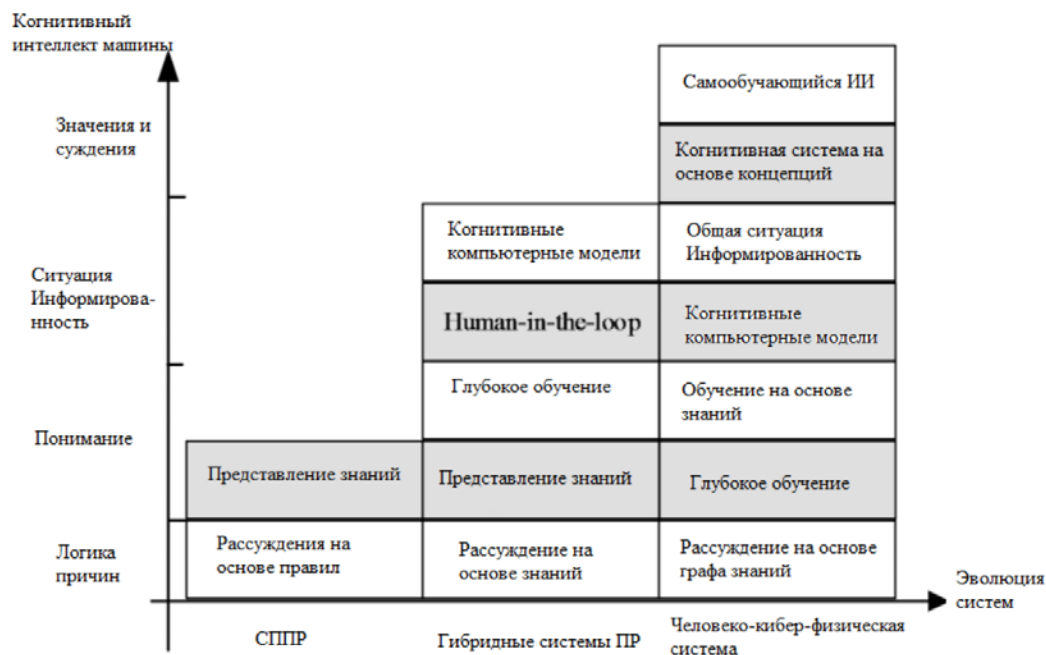 Когнитивный
интеллект машины
Самообучающийся ИИ
Значения и
суждения
Когнитивная система на
основе концепций
Когнитивные
компьютерные модели
Общая ситуация
Информированность
Ситуация
Информирова-
нность
Human-in-the-loop
Когнитивные
компьютерные модели
Глубокое обучение
Обучение на основе
знаний
Понимание
Представление знаний
Представление знаний
Глубокое обучение
Логика
причин
Рассуждения на
основе правил
Рассуждение на
основе знаний
Рассуждение на основе
графа знаний
Эволюция
систем
СППР
Гибридные системы ПР
Человеко-кибер-физическая
система